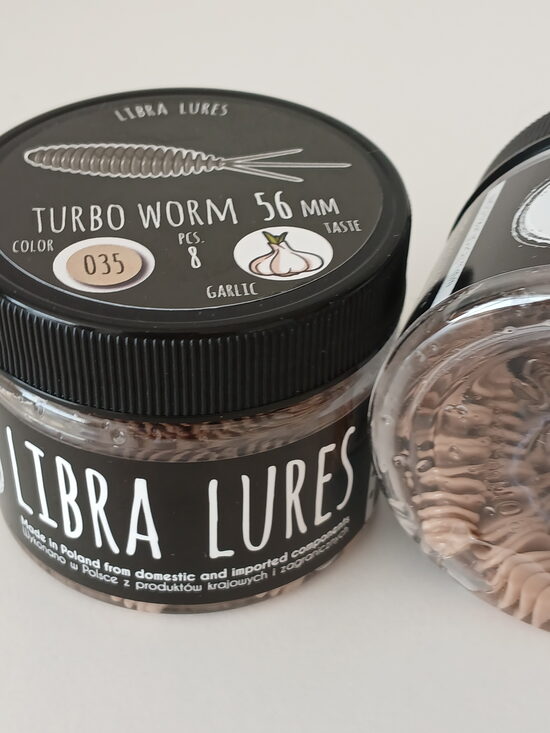 LIBRA LURES
TURBO WORM 56 MM
COLOR
035
PCS.
8
TASTE
GARLIC
LIBRA LURES
Made in Poland from domestic and imported components
Wykonano w Polsce z produktów krajowych i zagranicznych